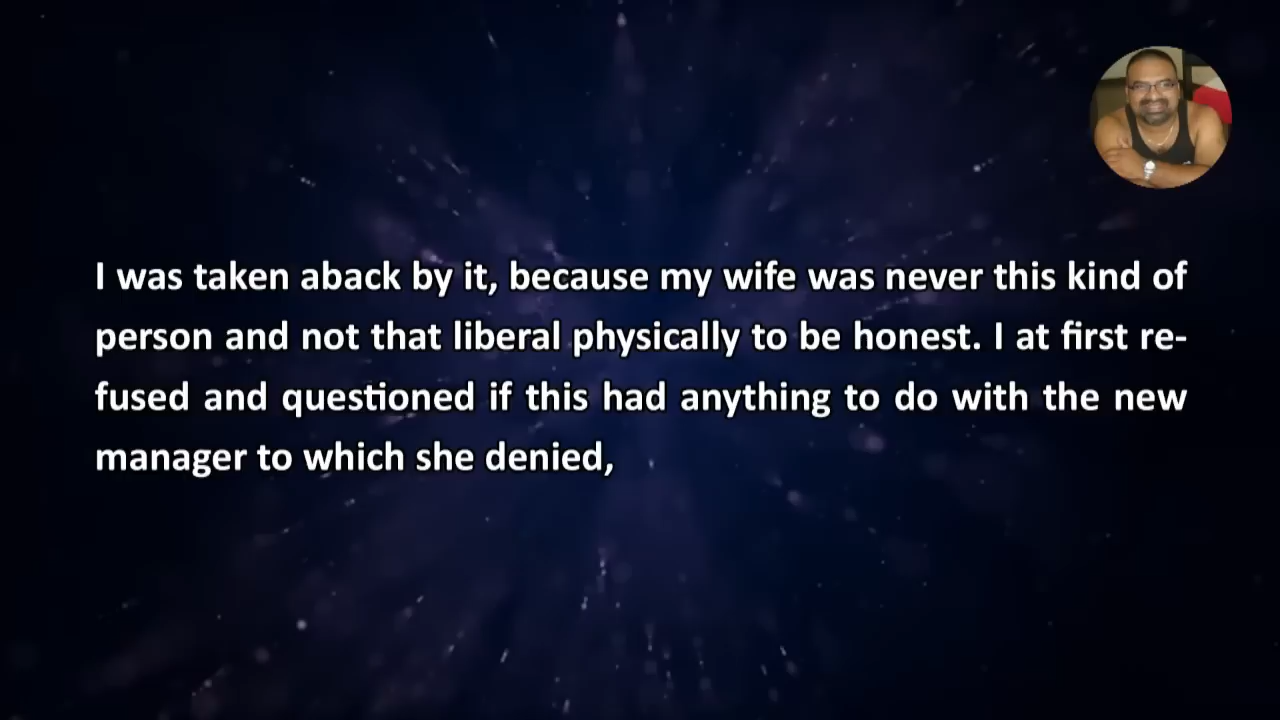 I was taken aback by it, because my wife was never this kind of
person and not that liberal physically to be honest. I at first re-
fused and questioned if this had anything to do with the new
manager to which she denied,